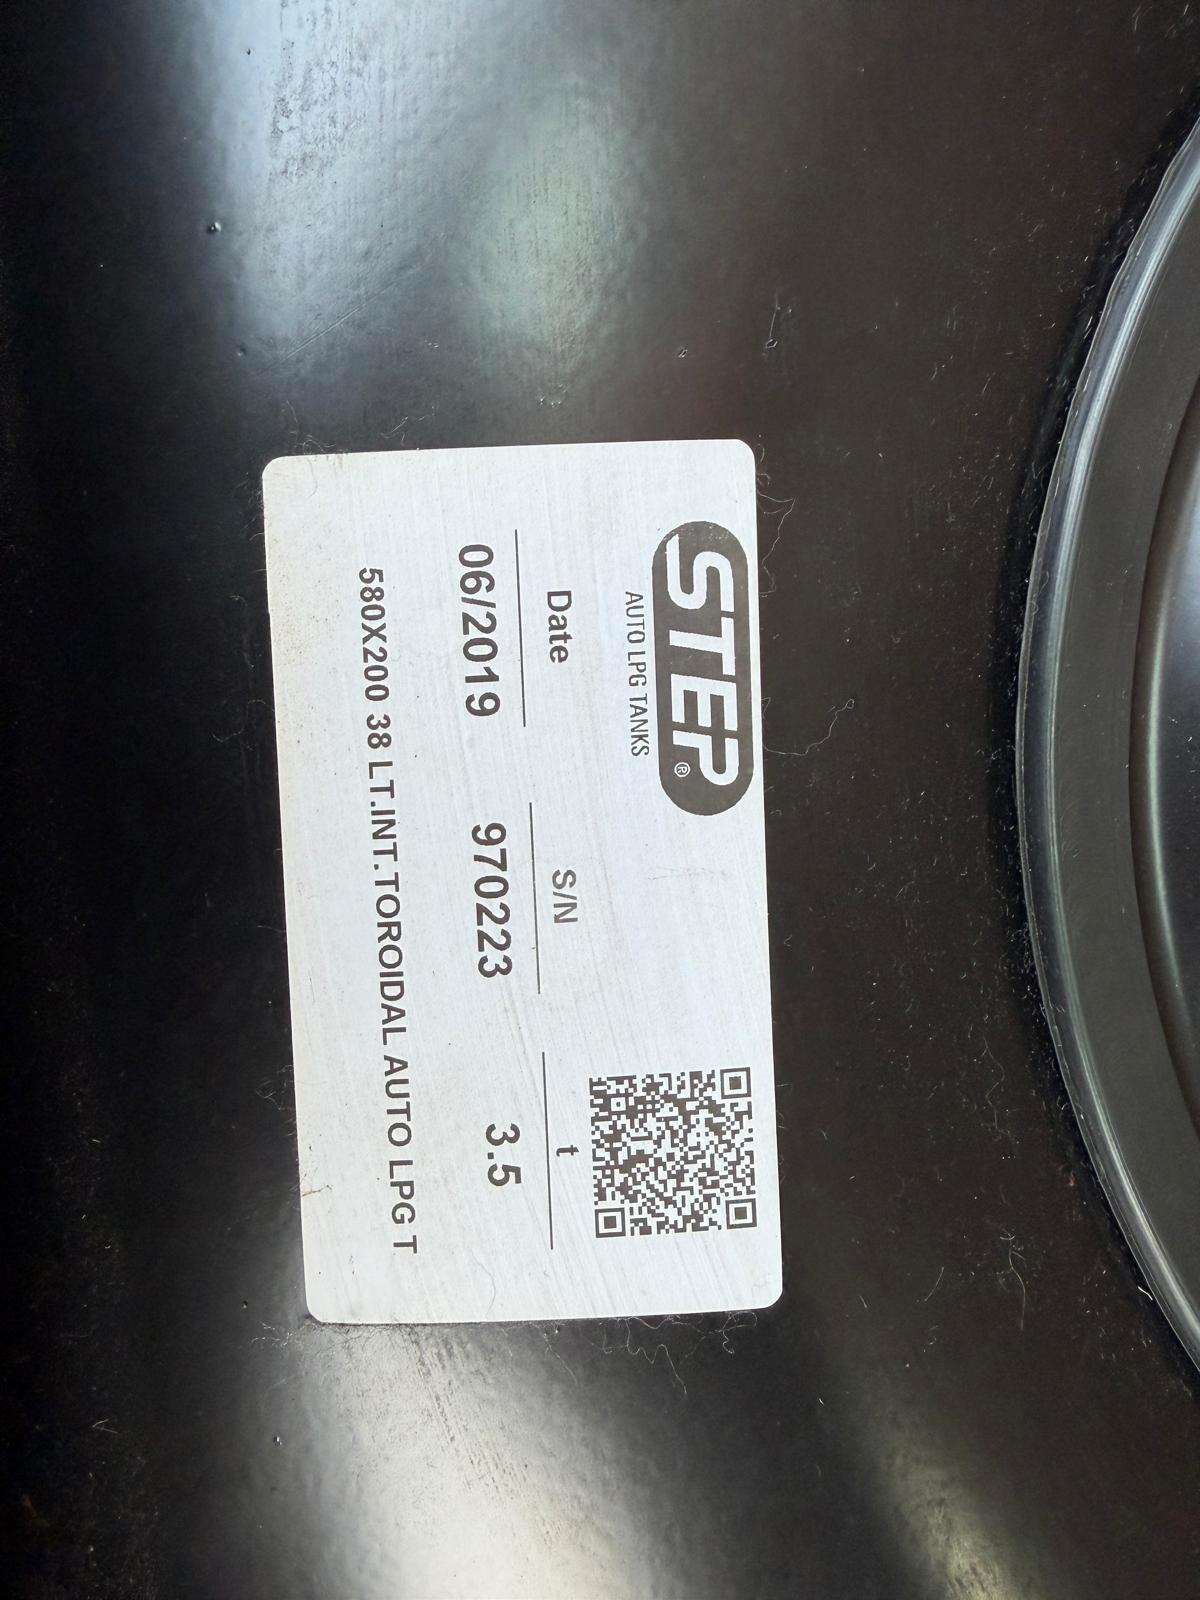 STEP®
AUTO LPG TANKS
Date S/N t
06/2019 970223 3.5
580X200 38 LT.INT.TOROIDAL AUTO LPG T